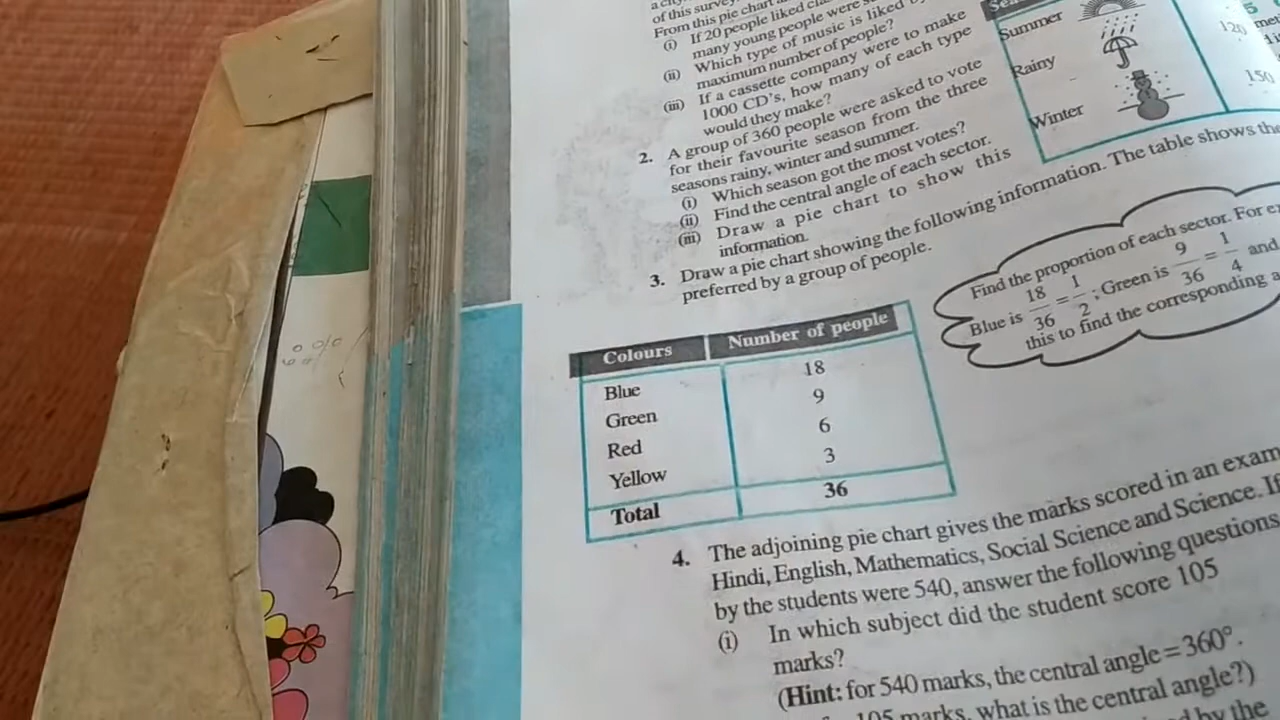 of this survey
From this pie chart
(i) If 20 people liked
many young people were
(ii) Which type of music is liked
maximum number of people?
(iii) If a cassette company were to make
1000 CD's, how many of each type
would they make?
2. A group of 360 people were asked to vote
for their favourite season from the three
seasons rainy, winter and summer.
(i) Which season got the most votes?
(ii) Find the central angle of each sector.
(iii) Draw a pie chart to show this
information.
Summer
Rainy 120
Winter 150
3. Draw a pie chart showing the following information. The table shows the
preferred by a group of people.
Find the proportion of each sector. For
Blue is 18/36 = 1/2; Green is 9/36 = 1/4 and
this to find the corresponding
Colours Number of people
Blue 18
Green 9
Red 6
Yellow 3
Total 36
4. The adjoining pie chart gives the marks scored in an exam
Hindi, English, Mathematics, Social Science and Science. If
by the students were 540, answer the following questions
(i) In which subject did the student score 105
marks?
(Hint: for 540 marks, the central angle = 360°.
105 marks, what is the central angle?)
by the